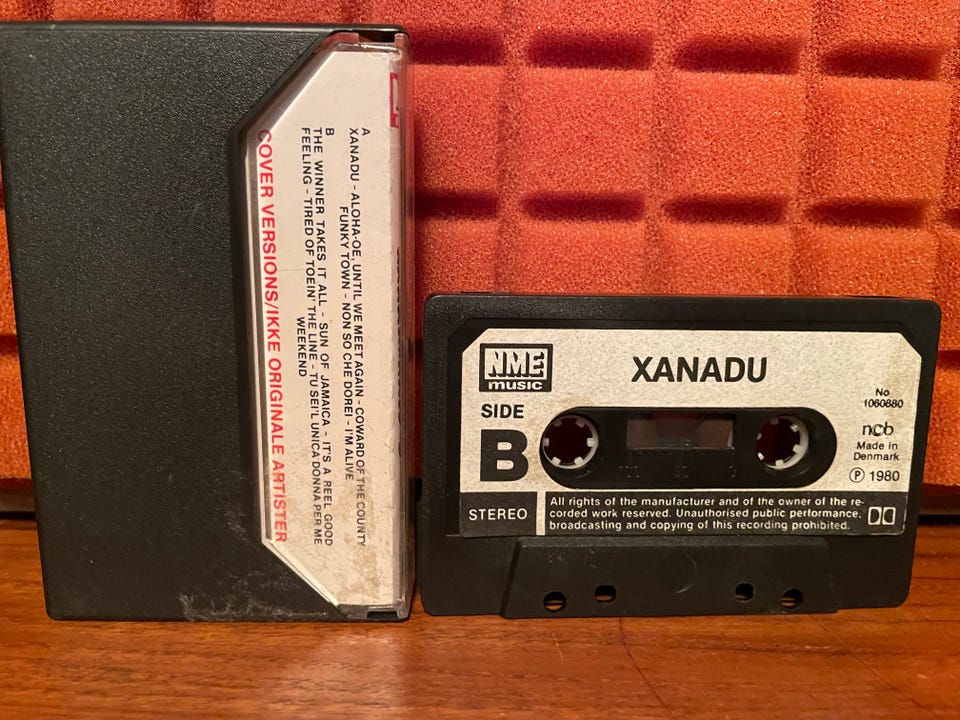 A
XANADU - ALOHA-OE, UNTIL WE MEET AGAIN - COWARD OF THE COUNTY
FUNKY TOWN - NON SO CHE DOREI - I'M ALIVE
B
THE WINNER TAKES IT ALL - SUN OF JAMAICA - IT'S A REEL GOOD
FEELING - TIRED OF TOEIN' THE LINE - TU SEI'L UNICA DONNA PER ME
WEEKEND
COVER VERSIONS/IKKE ORIGINALE ARTISTER
NME
music
XANADU
SIDE
B
No
1060880
ncb
Made in
Denmark
℗ 1980
STEREO
All rights of the manufacturer and of the owner of the re-
corded work reserved. Unauthorised public performance.
broadcasting and copying of this recording prohibited.